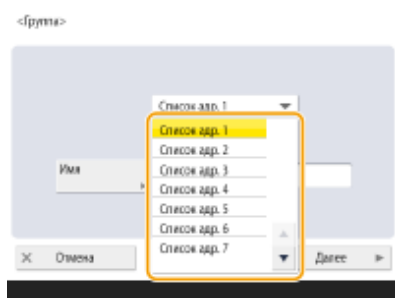 <Группа>
Список адр. 1
Список адр. 1
Список адр. 2
Имя
Список адр. 3
Список адр. 4
Список адр. 5
Список адр. 6
Список адр. 7
Отмена
Далее